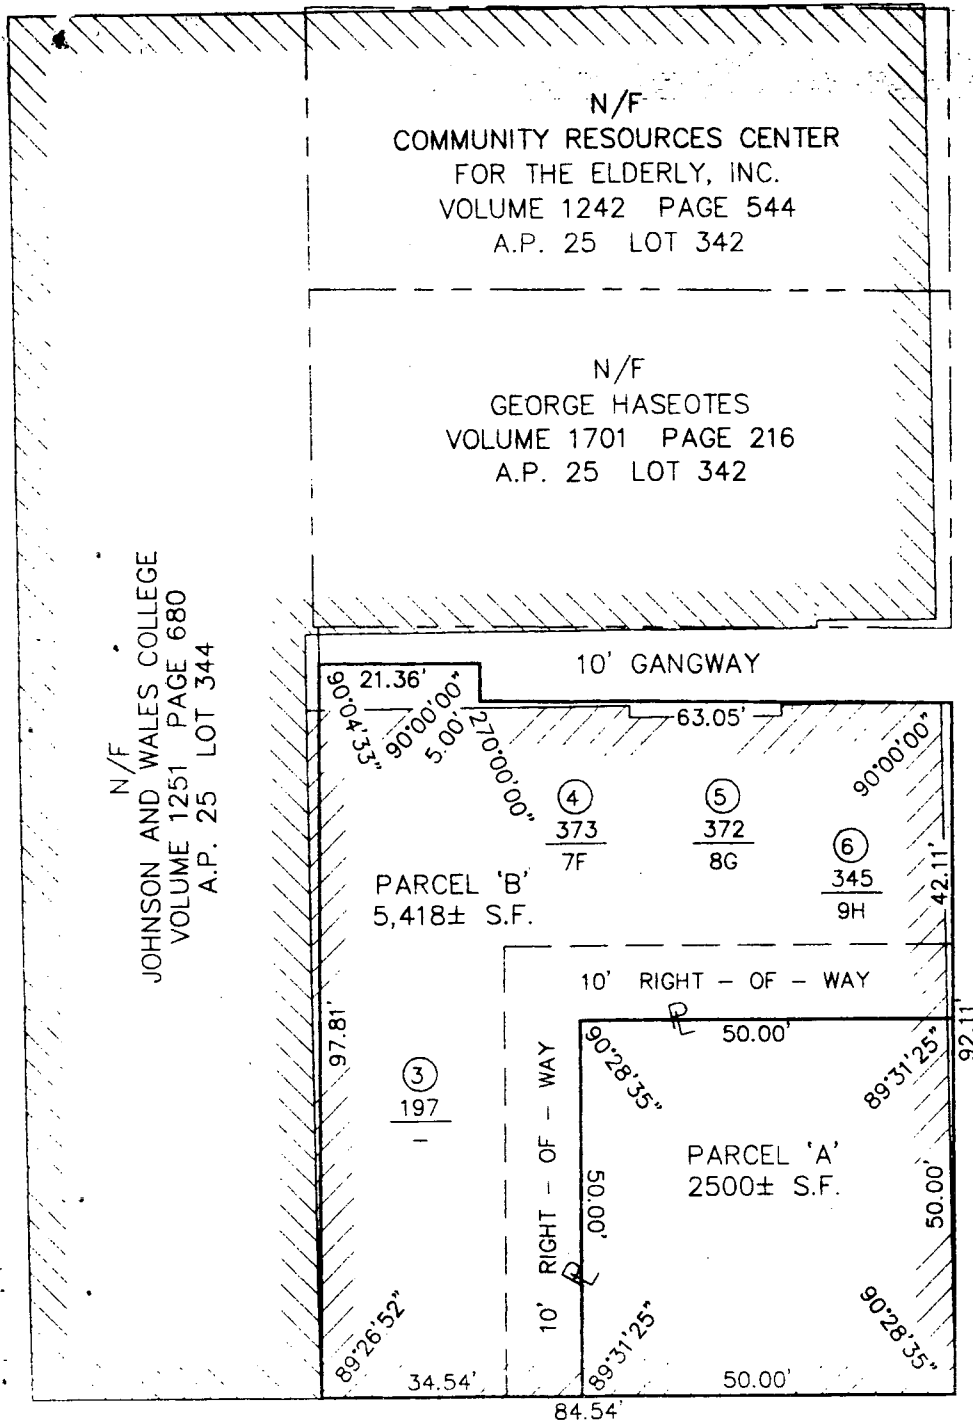 N/F
COMMUNITY RESOURCES CENTER
FOR THE ELDERLY, INC.
VOLUME 1242 PAGE 544
A.P. 25 LOT 342
N/F
GEORGE HASEOTES
VOLUME 1701 PAGE 216
A.P. 25 LOT 342
N/F
JOHNSON AND WALES COLLEGE
VOLUME 1251 PAGE 680
A.P. 25 LOT 344
10' GANGWAY
21.36'
90°04'33"
90°00'00"
5.00'
270°00'00"
63.05'
90°00'00"
4
373
7F
5
372
8G
6
345
9H
42.11'
PARCEL 'B'
5,418± S.F.
10' RIGHT - OF - WAY
PL
50.00'
92.11'
97.81'
3
197
-
10' RIGHT - OF - WAY
90°28'35"
89°31'25"
PARCEL 'A'
2500± S.F.
50.00'
50.00'
PL
89°26'52"
89°31'25"
90°28'35"
34.54'
50.00'
84.54'